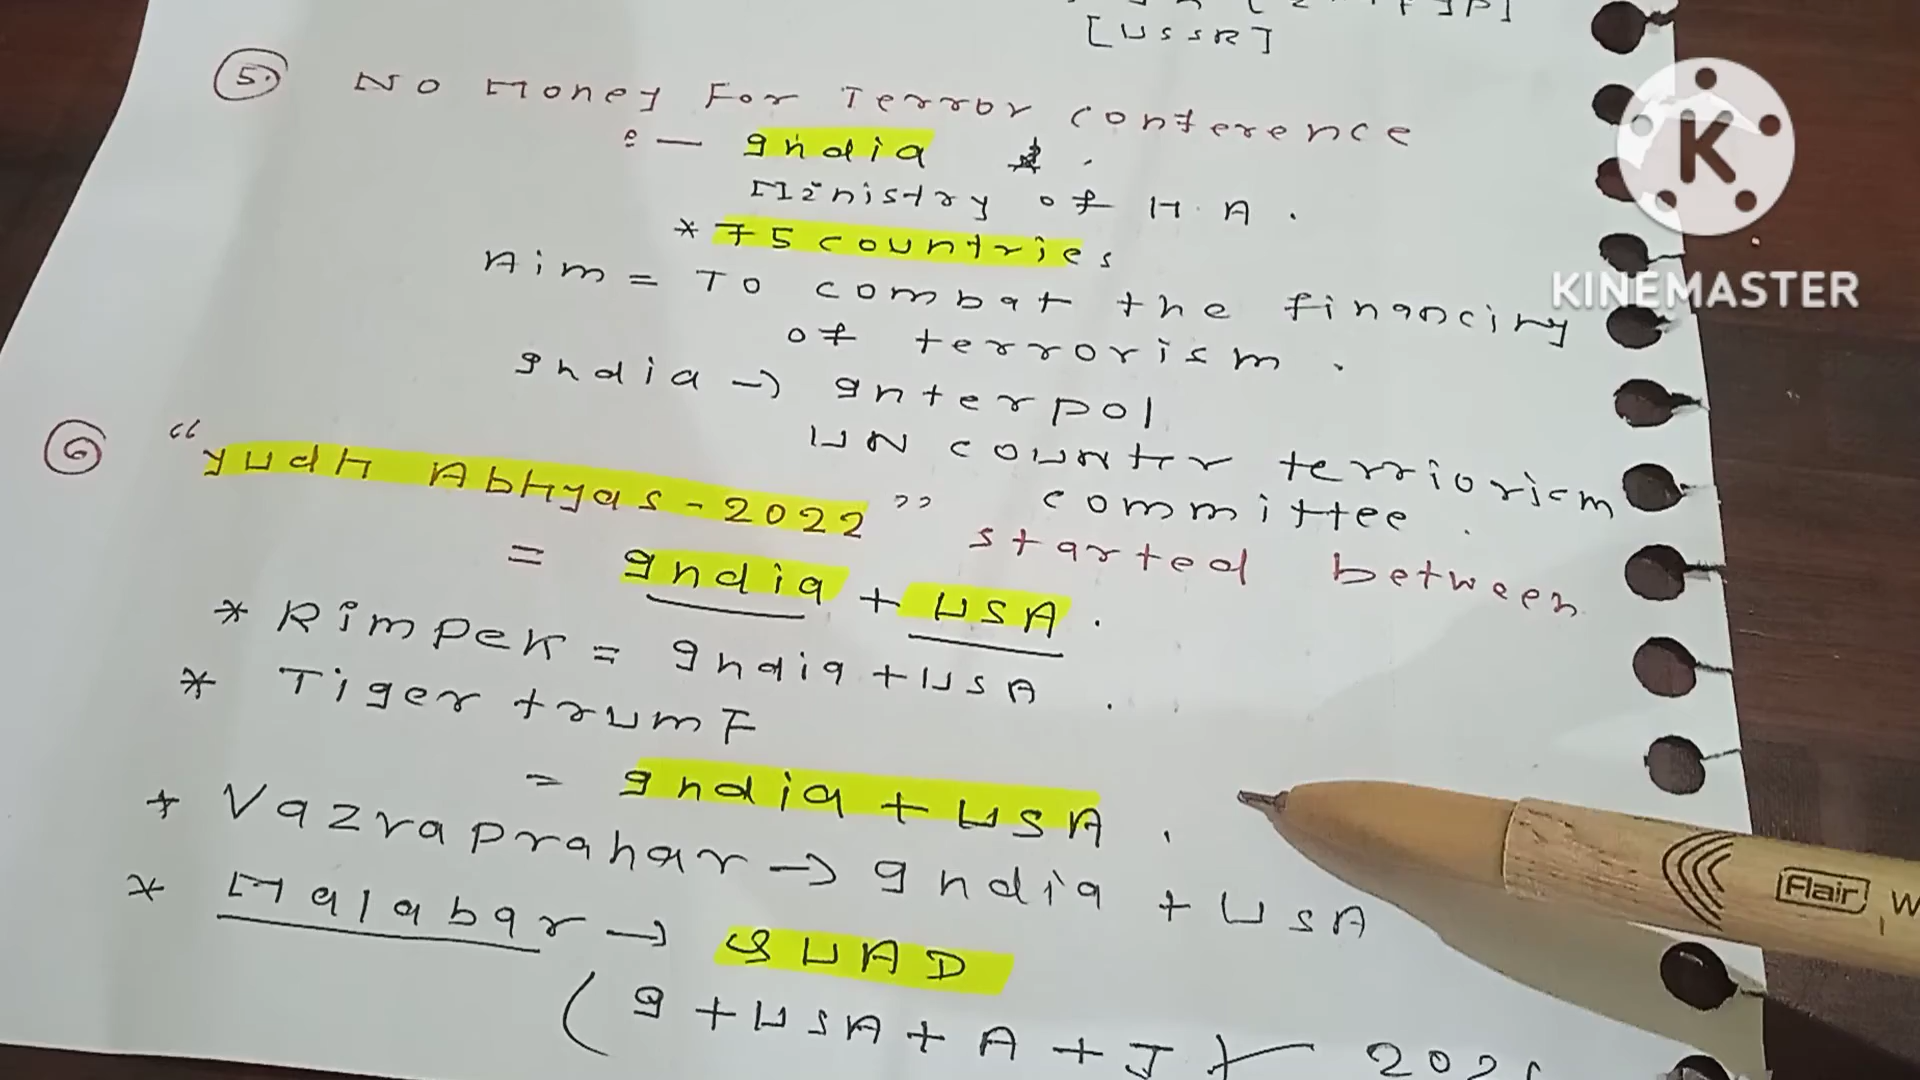 [USSR]
5. No Money For Terror conference
:- India
Ministry of H.A.
* 75 countries
Aim = To combat the financing
of terrorism.
India → Interpol
UN countr terriorism
committee.
6 "Yudh Abhyas-2022" started between
= India + USA.
* Rimpek = India + USA.
* Tiger trumF
= India + USA.
* Vazraprahar → India + USA
* Malabar → QUAD
(I + USA + A + J)
KINEMASTER
Flair